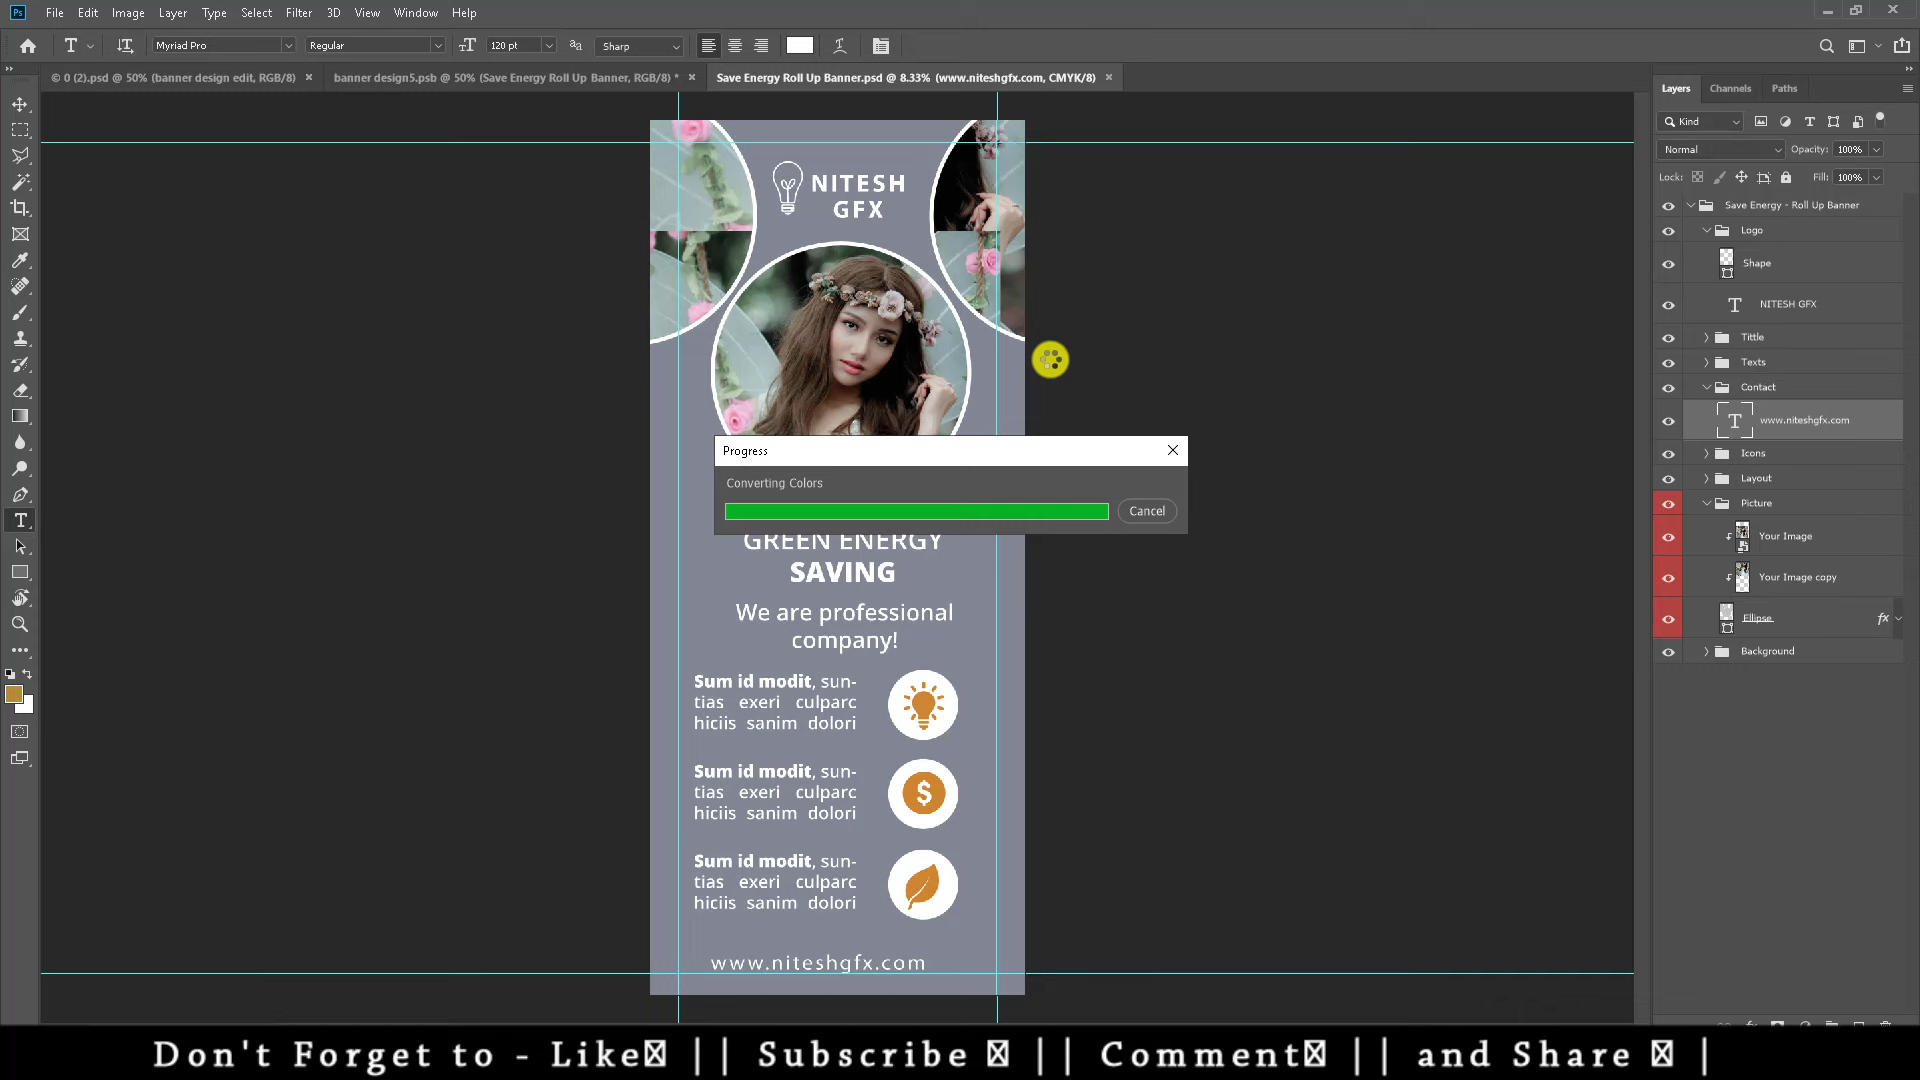 File Edit Image Layer Type Select Filter 3D View Window Help
Myriad Pro Regular 120 pt Sharp
© 0 (2).psd @ 50% (banner design edit, RGB/8) × banner design5.psb @ 50% (Save Energy Roll Up Banner, RGB/8) * × Save Energy Roll Up Banner.psd @ 8.33% (www.niteshgfx.com, CMYK/8) ×
NITESH
GFX
Progress
Converting Colors
Cancel
GREEN ENERGY
SAVING
We are professional
company!
Sum id modit, sun-
tias exeri culparc
hiciis sanim dolori
Sum id modit, sun-
tias exeri culparc
hiciis sanim dolori
Sum id modit, sun-
tias exeri culparc
hiciis sanim dolori
www.niteshgfx.com
Layers Channels Paths
Kind
Normal Opacity: 100%
Lock: Fill: 100%
Save Energy - Roll Up Banner
Logo
Shape
NITESH GFX
Tittle
Texts
Contact
www.niteshgfx.com
Icons
Layout
Picture
Your Image
Your Image copy
Ellipse fx
Background
Don't Forget to - Like || Subscribe || Comment || and Share |